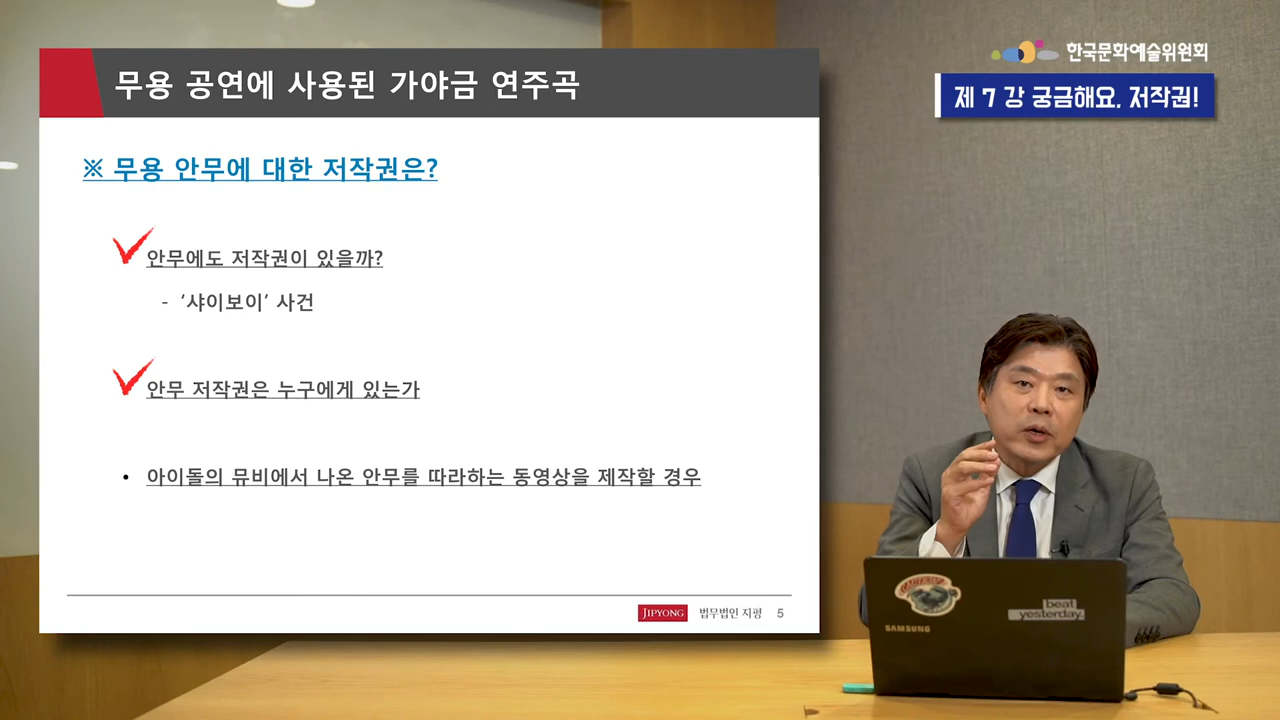 무용 공연에 사용된 가야금 연주곡
※ 무용 안무에 대한 저작권은?
안무에도 저작권이 있을까?
- '샤이보이' 사건
안무 저작권은 누구에게 있는가
• 아이돌의 뮤비에서 나온 안무를 따라하는 동영상을 제작할 경우
JIPYONG 법무법인 지평 5
한국문화예술위원회
제 7 강 궁금해요, 저작권!
CAUTION
beat
yesterday.
SAMSUNG